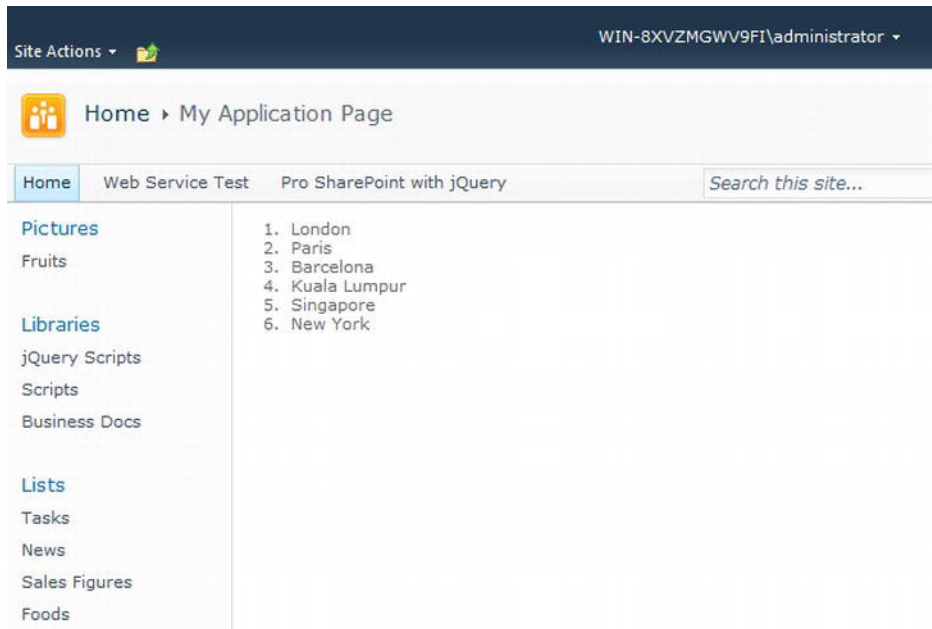 WIN-8XVZMGWV9FI\administrator
Site Actions
Home ▸ My Application Page
Home Web Service Test Pro SharePoint with jQuery Search this site...
Pictures
Fruits
Libraries
jQuery Scripts
Scripts
Business Docs
Lists
Tasks
News
Sales Figures
Foods
1. London
2. Paris
3. Barcelona
4. Kuala Lumpur
5. Singapore
6. New York